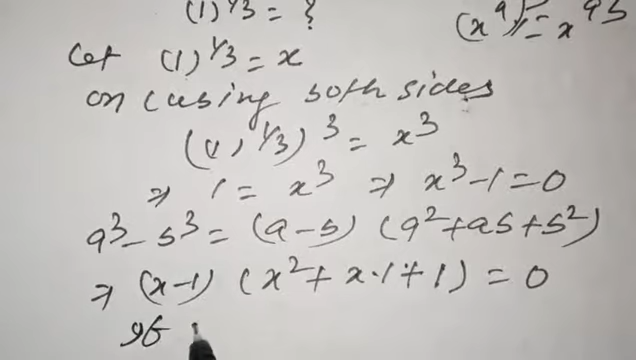 (1)^1/3 = ?
(x^a)^b = x^ab
Let (1)^1/3 = x
on cubing both sides
(1)^1/3)^3 = x^3
⇒ 1 = x^3 ⇒ x^3 - 1 = 0
a^3 - b^3 = (a - b) (a^2 + ab + b^2)
⇒ (x-1) (x^2 + x·1 + 1) = 0
If